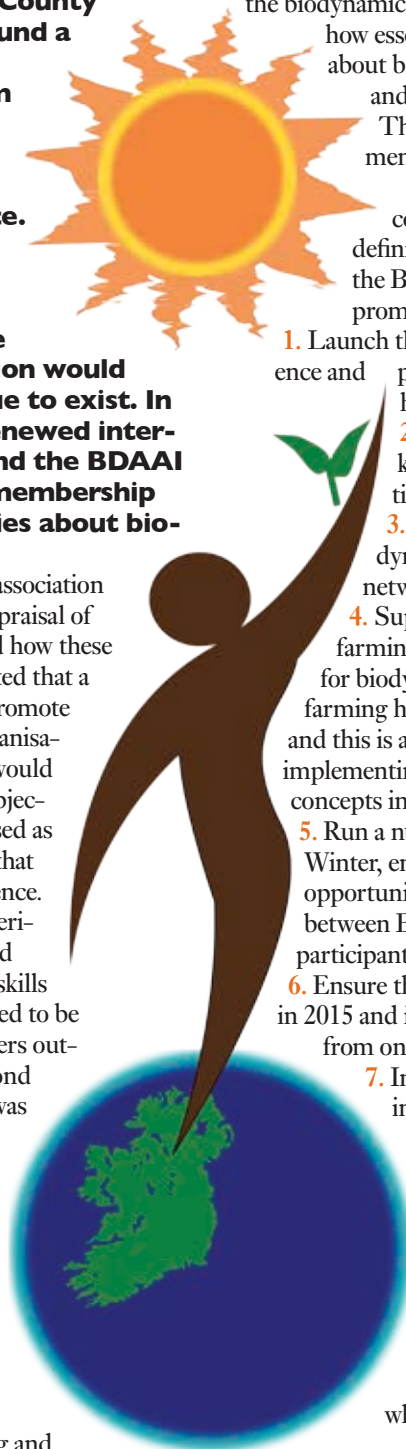 County
und a
n
te.
e
on would
ue to exist. In
enewed inter-
nd the BDAAI
membership
ies about bio-
association
praisal of
d how these
ted that a
romote
anisa-
would
bjec-
sed as
that
ence.
eri-
d
skills
ed to be
ers out-
ond
was
g and
the biodynamic
how esse
about b
and
Th
men
co
defin
the B
prom
1. Launch th
ence and p
h
2
k
ti
3.
dyn
netw
4. Sup
farmin
for biody
farming h
and this is a
implementin
concepts in
5. Run a nu
Winter, en
opportuni
between E
participant
6. Ensure th
in 2015 and i
from on
7. In
in
wh